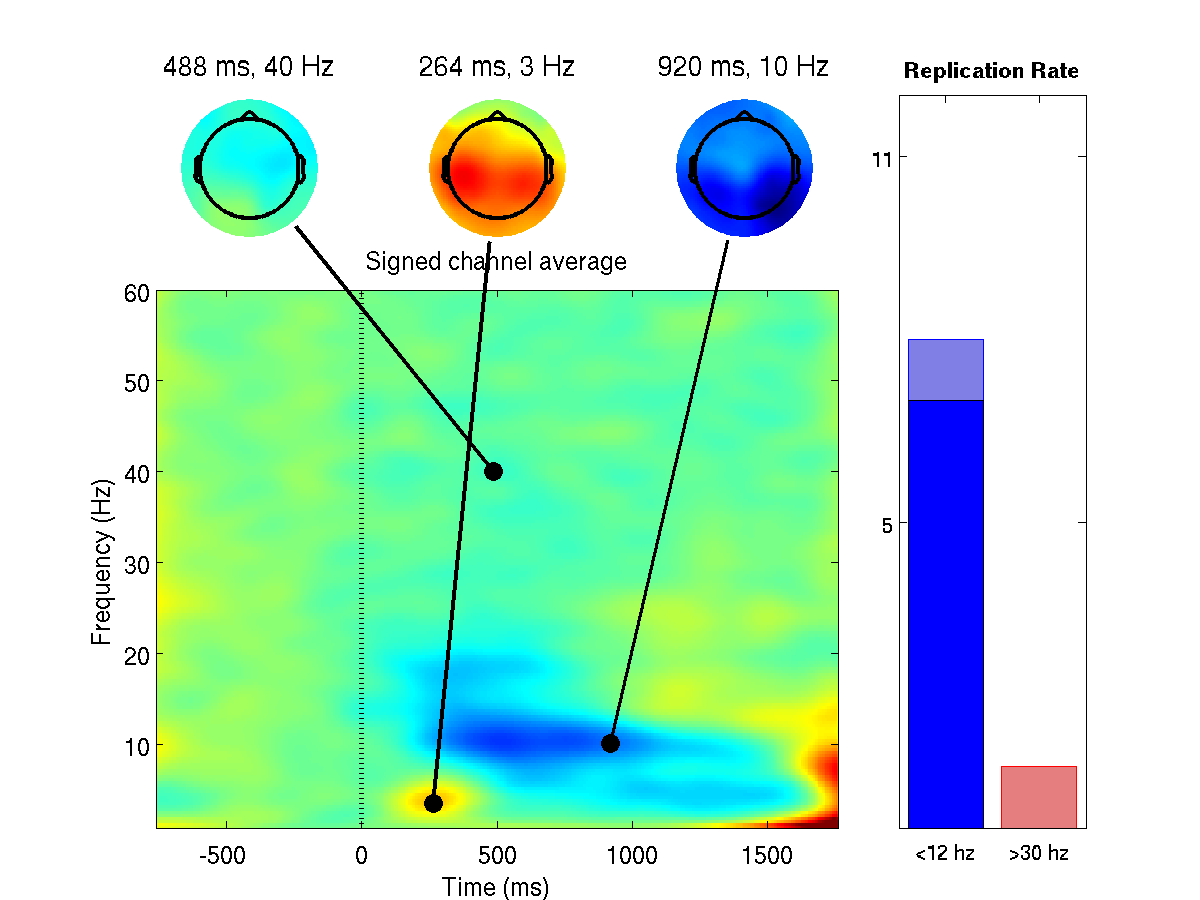 488 ms, 40 Hz
264 ms, 3 Hz
920 ms, 10 Hz
Replication Rate
Signed channel average
60
50
40
30
20
10
Frequency (Hz)
-500
0
500
1000
1500
Time (ms)
11
5
<12 hz
>30 hz